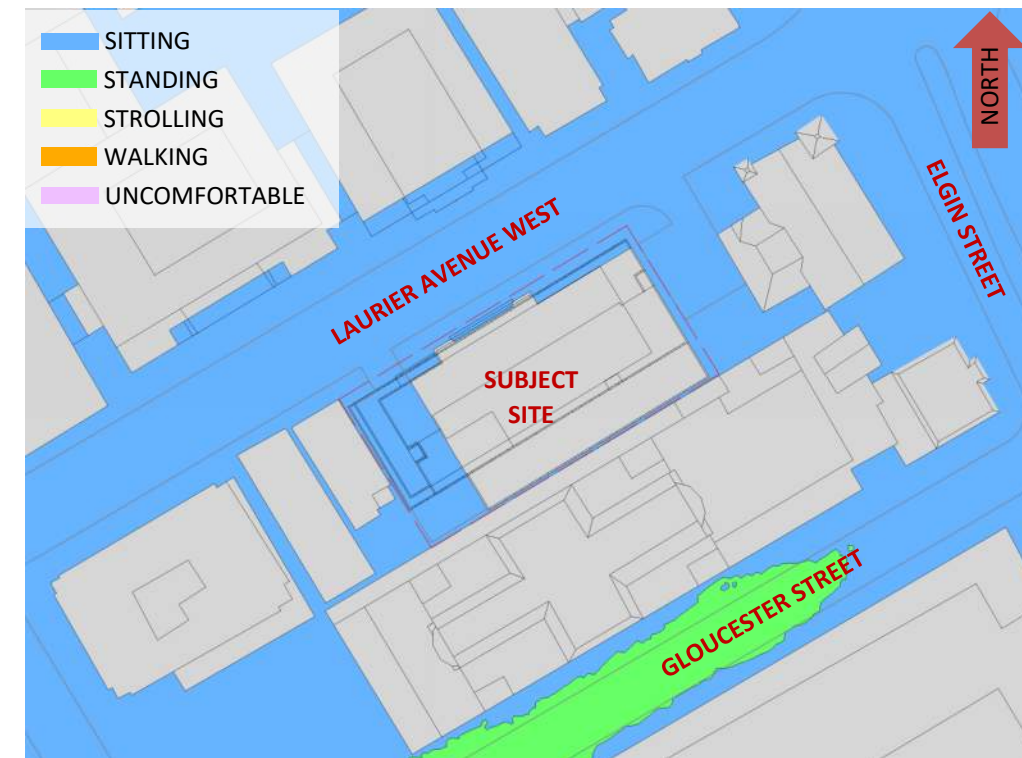 SITTING
STANDING
STROLLING
WALKING
UNCOMFORTABLE
NORTH
ELGIN STREET
LAURIER AVENUE WEST
SUBJECT
SITE
GLOUCESTER STREET